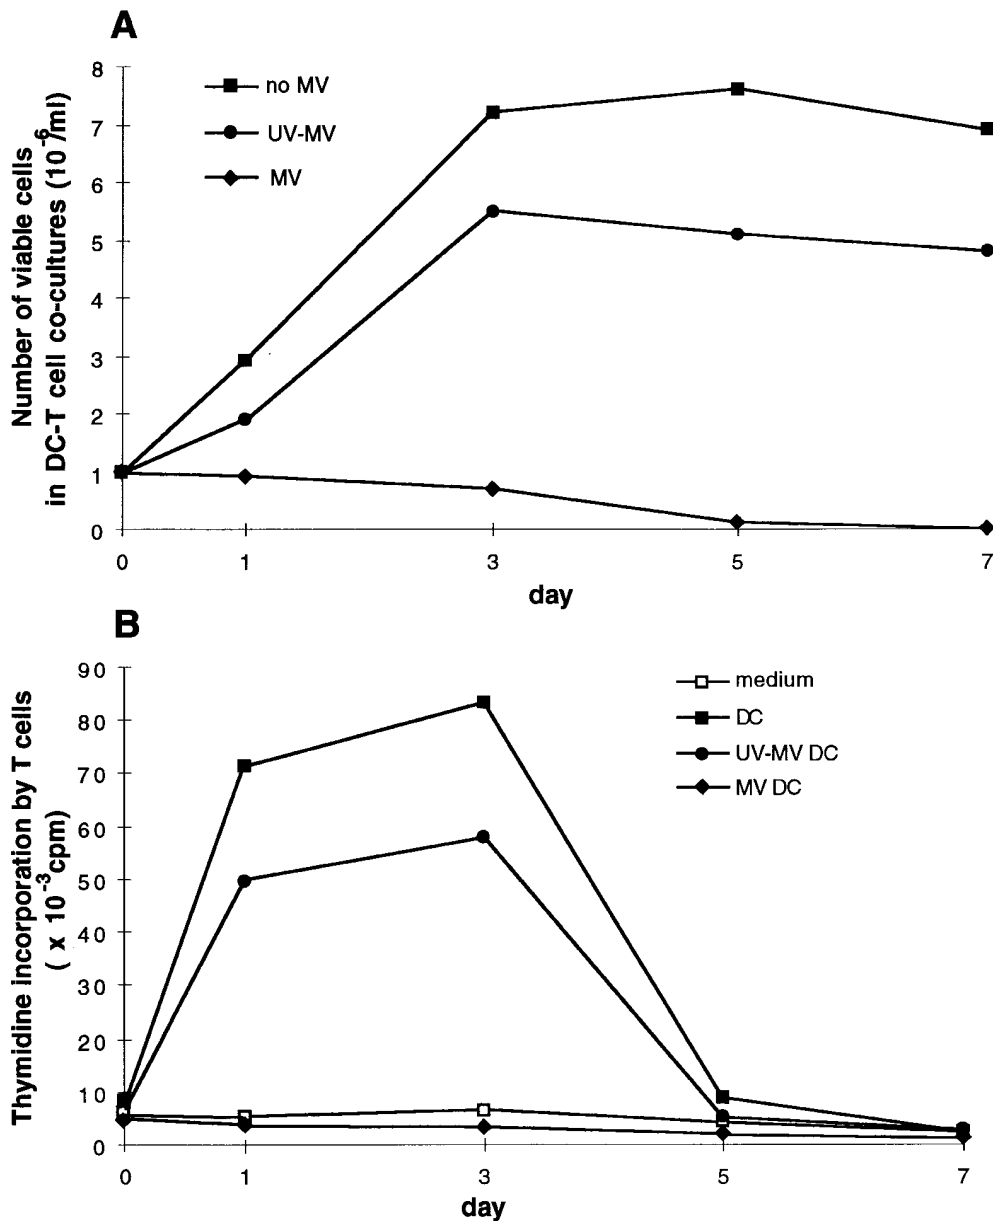 A
8
7
6
5
4
3
2
1
0
no MV
UV-MV
MV
Number of viable cells
in DC-T cell co-cultures (10⁻⁶/ml)
0 1 3 5 7
day
B
90
80
70
60
50
40
30
20
10
0
medium
DC
UV-MV DC
MV DC
Thymidine incorporation by T cells
( x 10⁻³cpm)
0 1 3 5 7
day